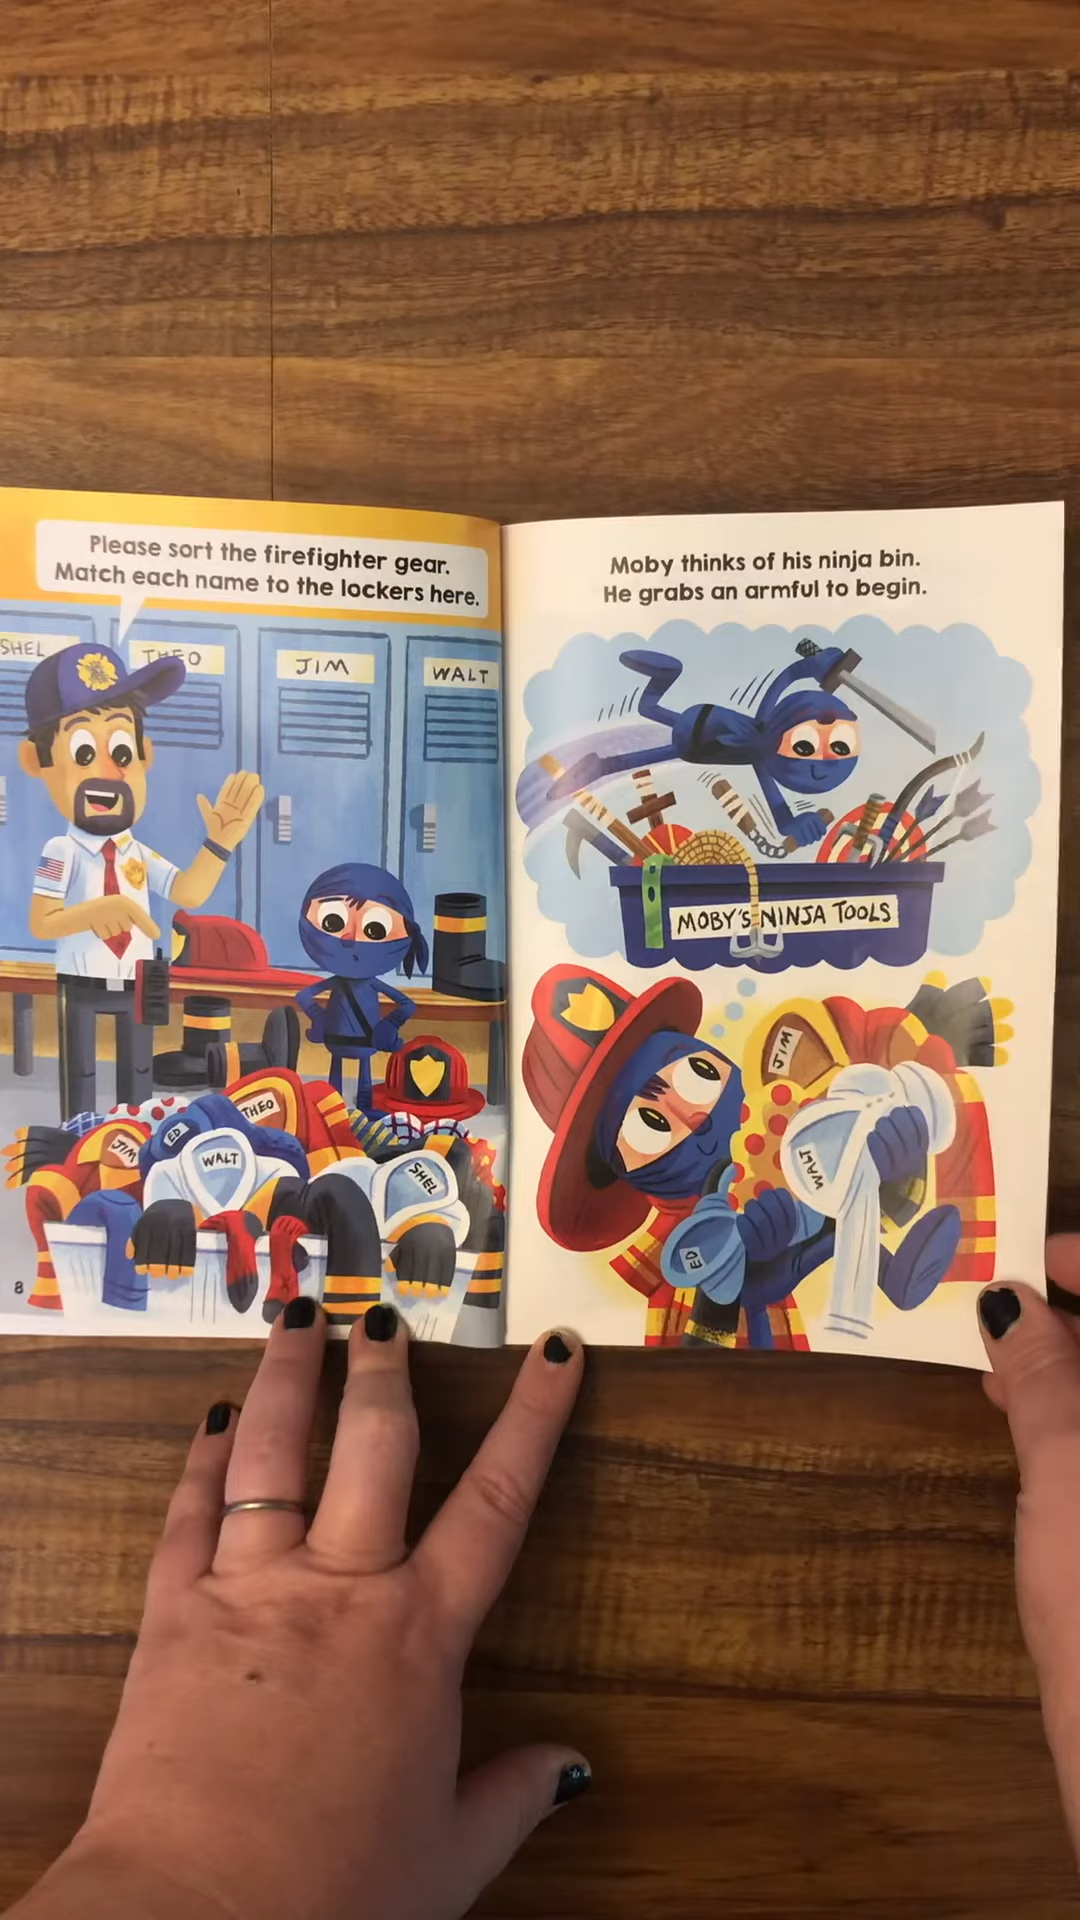 Please sort the firefighter gear.
Match each name to the lockers here.
SHEL
THEO
JIM
WALT
THEO
JIM
ED
WALT
SHEL
8
Moby thinks of his ninja bin.
He grabs an armful to begin.
MOBY'S NINJA TOOLS
JIM
WALT
ED